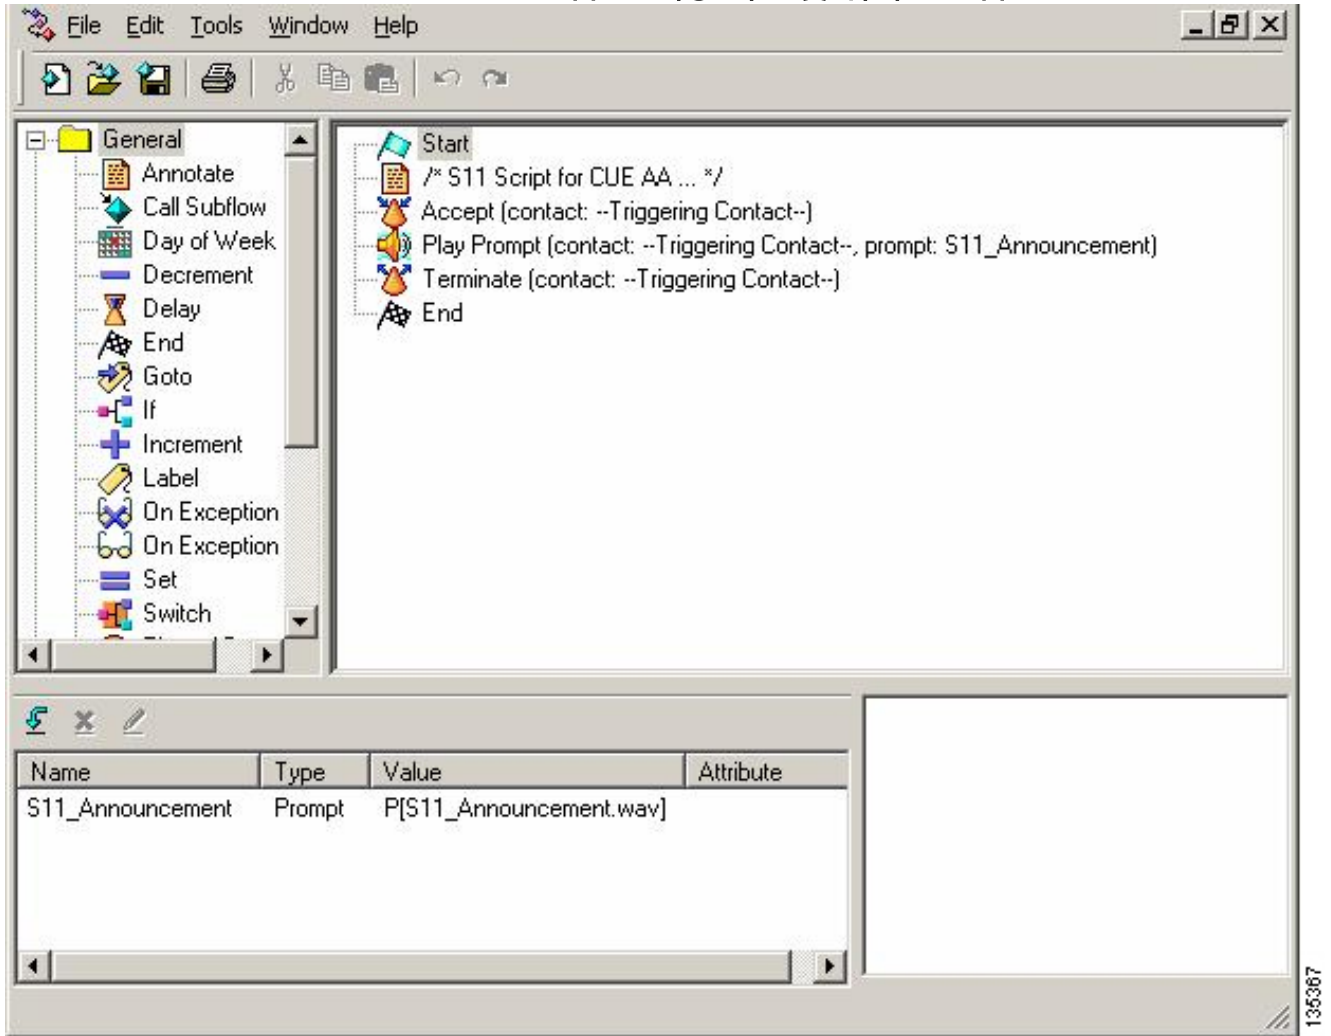 File Edit Tools Window Help
General
Annotate
Call Subflow
Day of Week
Decrement
Delay
End
Goto
If
Increment
Label
On Exception
On Exception
Set
Switch
Start
/* S11 Script for CUE AA ... */
Accept (contact: --Triggering Contact--)
Play Prompt (contact: --Triggering Contact--, prompt: S11_Announcement)
Terminate (contact: --Triggering Contact--)
End
Name Type Value Attribute
S11_Announcement Prompt P[S11_Announcement.wav]
135367